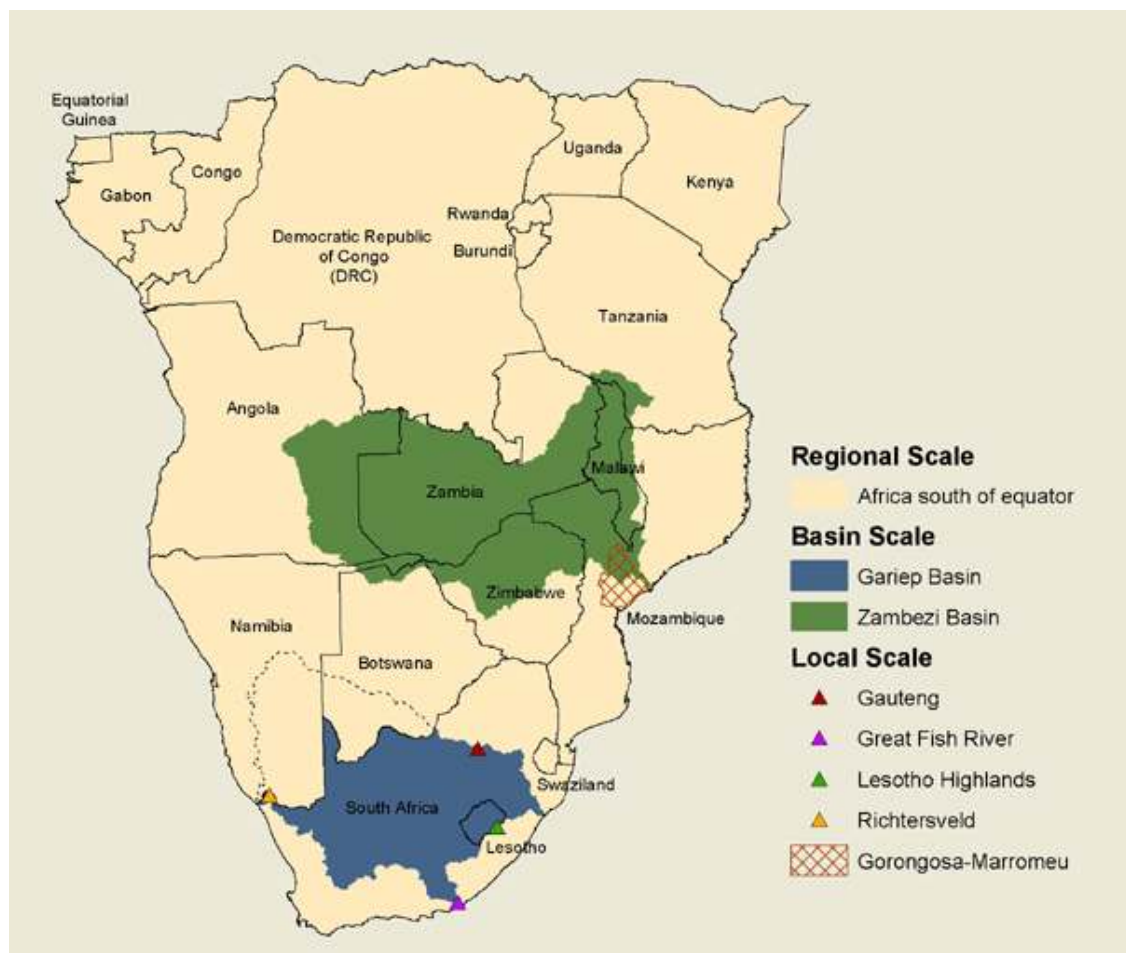 Equatorial
Guinea
Congo
Gabon
Uganda
Kenya
Rwanda
Democratic Republic
of Congo
(DRC)
Burundi
Tanzania
Angola
Malawi
Zambia
Zimbabwe
Mozambique
Namibia
Botswana
Swaziland
South Africa
Lesotho
Regional Scale
Africa south of equator
Basin Scale
Gariep Basin
Zambezi Basin
Local Scale
Gauteng
Great Fish River
Lesotho Highlands
Richtersveld
Gorongosa-Marromeu